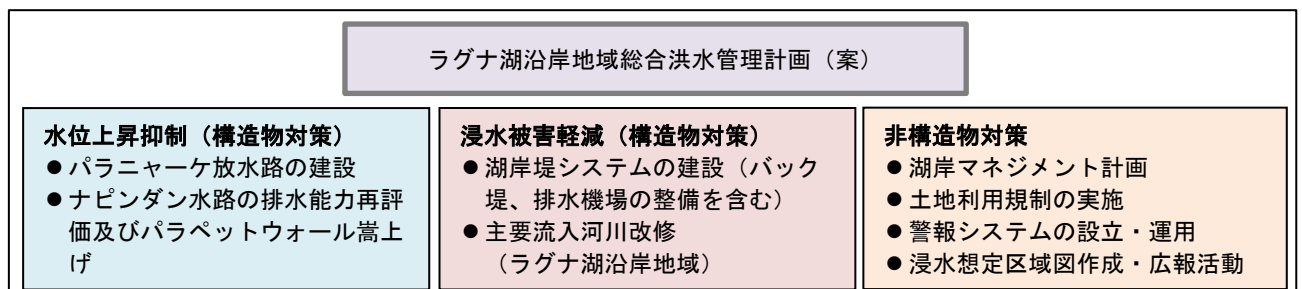 ラグナ湖沿岸地域総合洪水管理計画（案）
水位上昇抑制（構造物対策）
●パラニャーケ放水路の建設
●ナピンダン水路の排水能力再評
価及びパラペットウォール嵩上
げ
浸水被害軽減（構造物対策）
●湖岸堤システムの建設（バック
堤、排水機場の整備を含む）
●主要流入河川改修
（ラグナ湖沿岸地域）
非構造物対策
●湖岸マネジメント計画
●土地利用規制の実施
●警報システムの設立・運用
●浸水想定区域図作成・広報活動